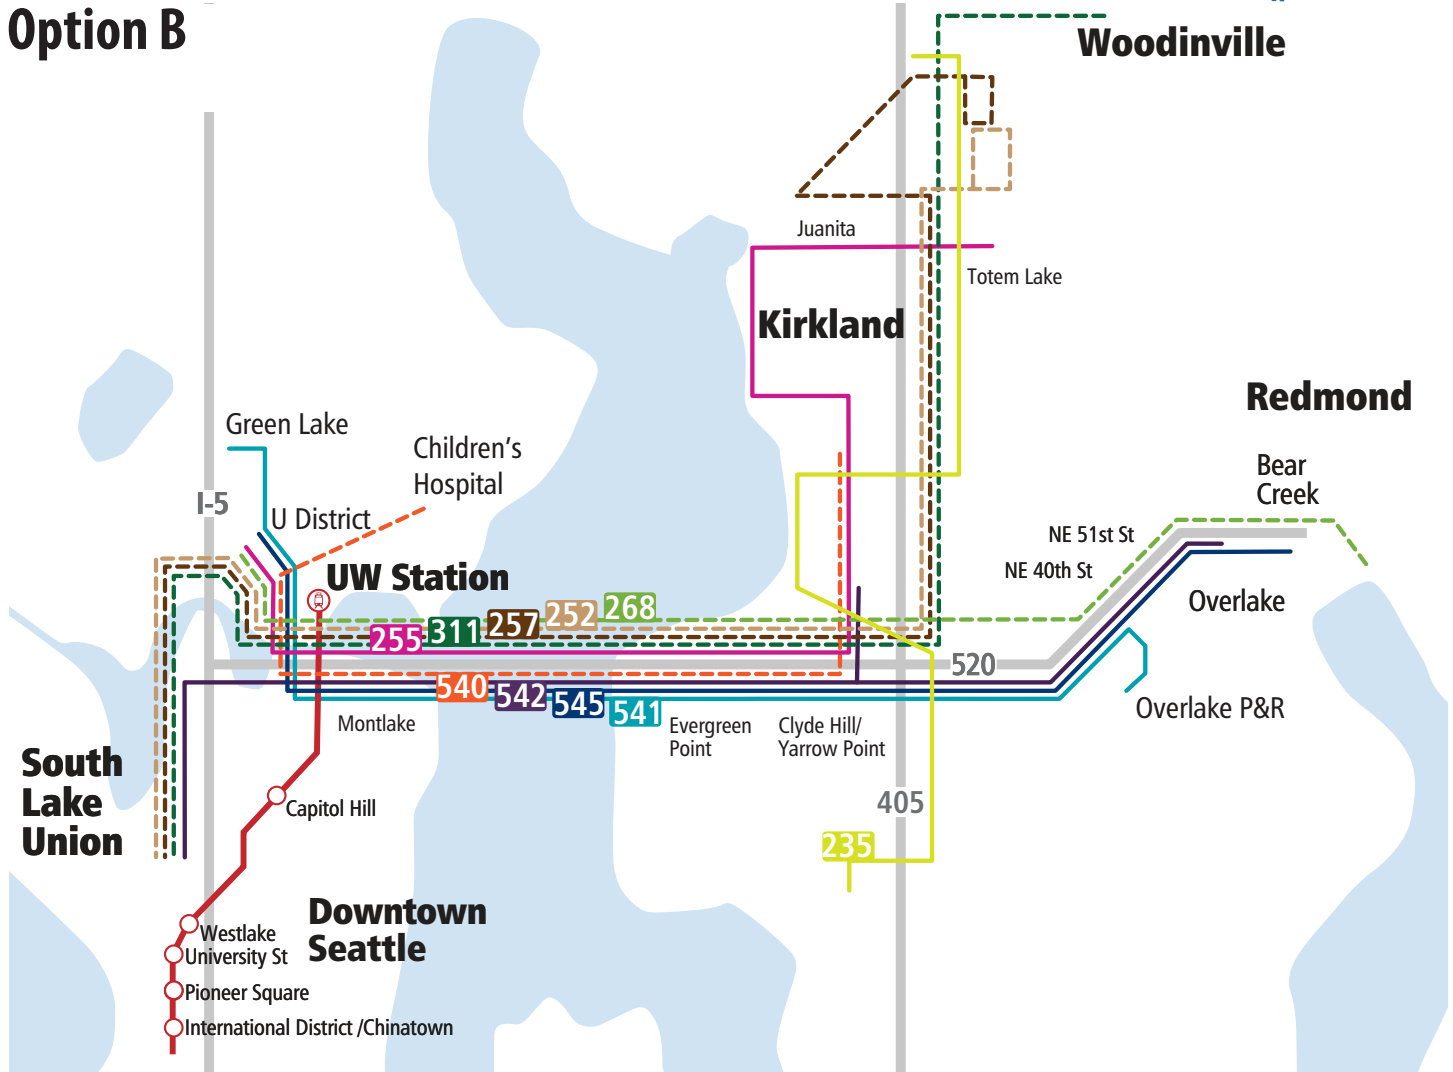 Option B
Woodinville
Juanita
Totem Lake
Kirkland
Redmond
Green Lake
Children's
Hospital
Bear
Creek
I-5
U District
NE 51st St
NE 40th St
UW Station
Overlake
268
252
257
311
255
520
540
542
545
541
Overlake P&R
Montlake
Evergreen
Point
Clyde Hill/
Yarrow Point
South
Lake
Union
Capitol Hill
405
235
Downtown
Seattle
Westlake
University St
Pioneer Square
International District /Chinatown